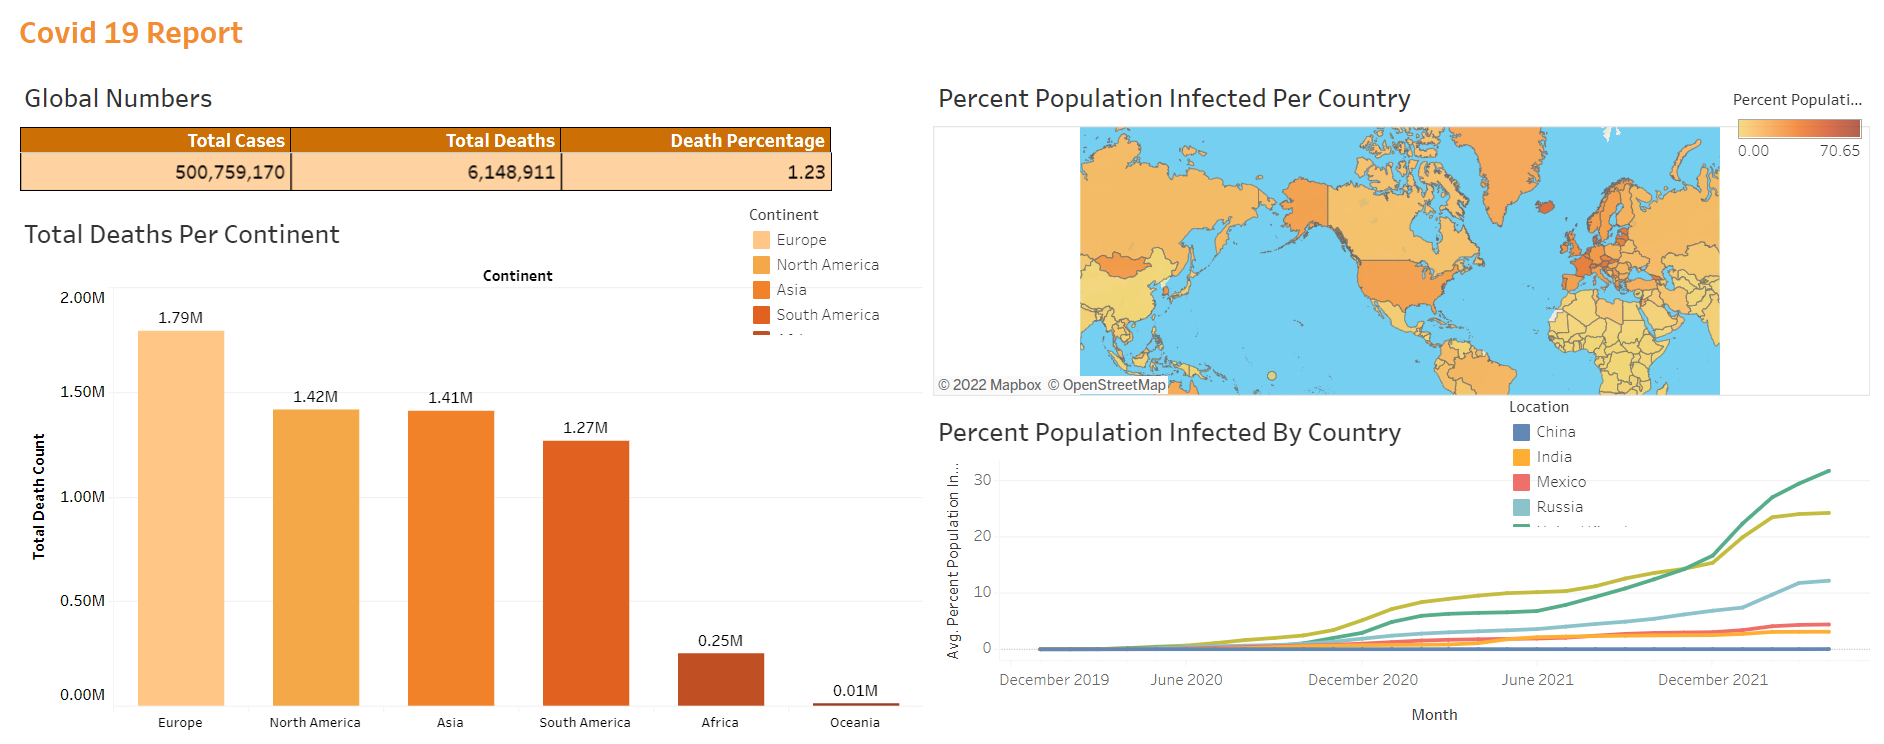 Covid 19 Report
Global Numbers
Total Cases Total Deaths Death Percentage
500,759,170 6,148,911 1.23
Total Deaths Per Continent
Continent
Europe
North America
Asia
South America
Continent
Total Death Count
2.00M
1.50M
1.00M
0.50M
0.00M
1.79M
1.42M
1.41M
1.27M
0.25M
0.01M
Europe North America Asia South America Africa Oceania
Percent Population Infected Per Country
Percent Populati...
0.00 70.65
© 2022 Mapbox © OpenStreetMap
Percent Population Infected By Country
Location
China
India
Mexico
Russia
Avg. Percent Population In...
30
20
10
0
December 2019 June 2020 December 2020 June 2021 December 2021
Month